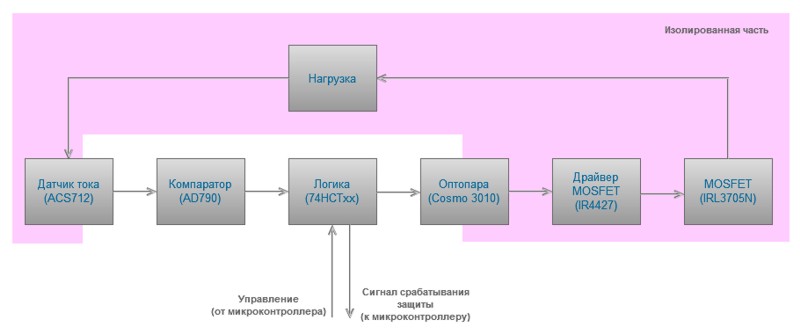 Изолированная часть
Нагрузка
Датчик тока
(ACS712)
Компаратор
(AD790)
Логика
(74HCTxx)
Оптопара
(Cosmo 3010)
Драйвер
MOSFET
(IR4427)
MOSFET
(IRL3705N)
Управление
(от микроконтроллера)
Сигнал срабатывания
защиты
(к микроконтроллеру)